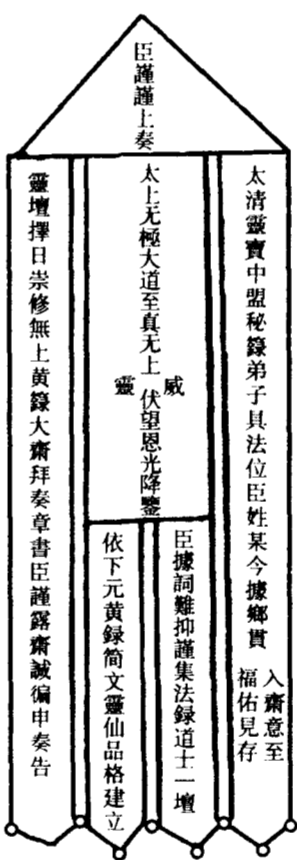 臣謹謹上奏
太清靈寶中盟秘籙弟子具法位臣姓某今據鄉貫
入齋意至
福佑見存
臣據詞難抑謹集法録道士一壇
依下元黄録简文靈仙品格建立
靈壇擇日崇修無上黄籙大齋拜奏章書臣謹露齋誠徧申奏告
太上无極大道至真无上
威
靈
伏望恩光降鑒